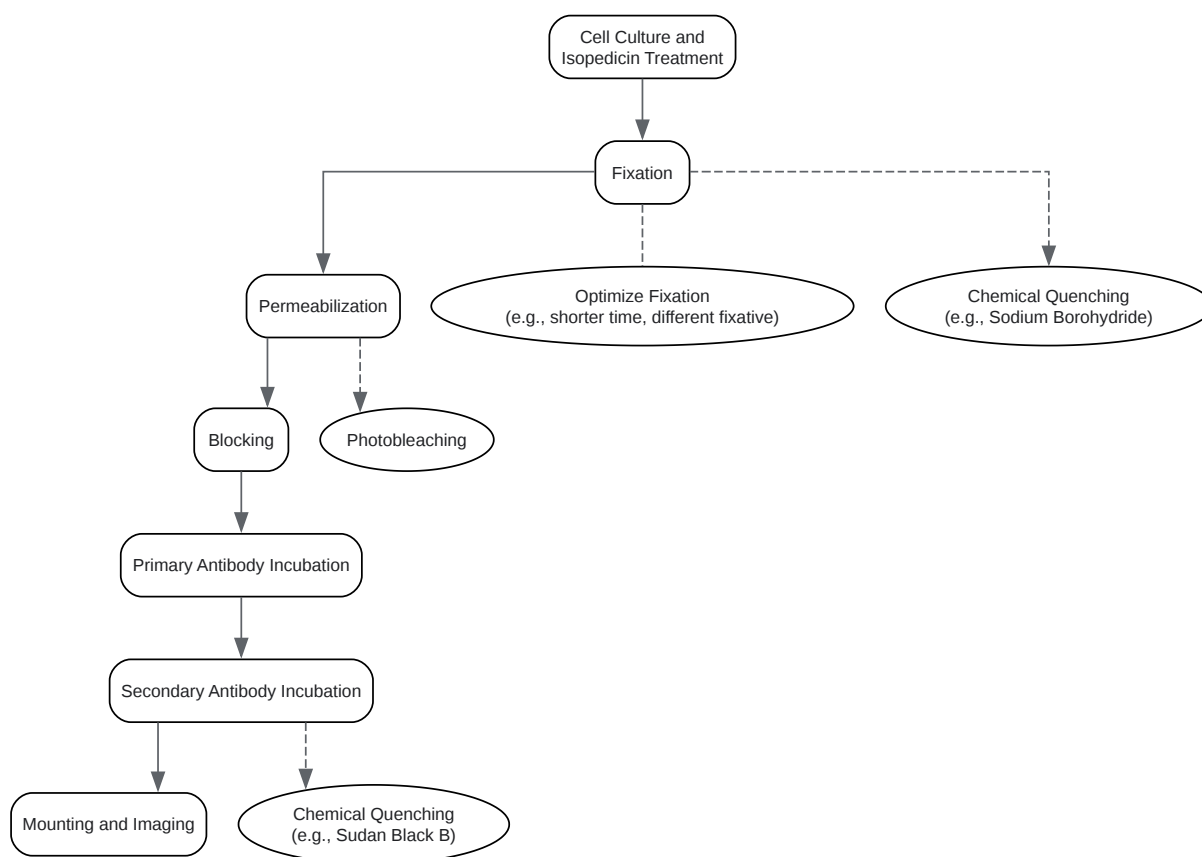 Cell Culture and
Isopedicin Treatment
Fixation
Permeabilization
Optimize Fixation
(e.g., shorter time, different fixative)
Chemical Quenching
(e.g., Sodium Borohydride)
Blocking
Photobleaching
Primary Antibody Incubation
Secondary Antibody Incubation
Mounting and Imaging
Chemical Quenching
(e.g., Sudan Black B)